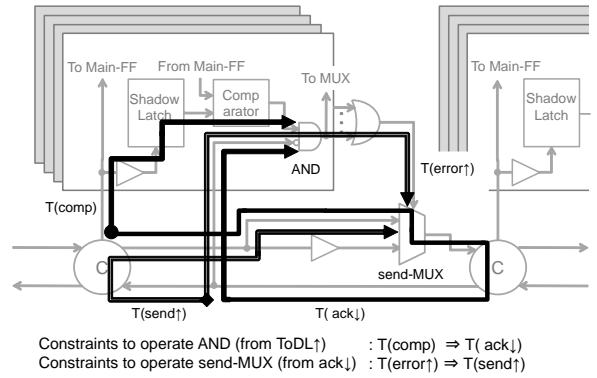 To Main-FF
From Main-FF
To MUX
To Main-FF
Shadow
Latch
Comp
arator
Shadow
Latch
AND
T(error↑)
T(comp)
C
send-MUX
C
T(send↑)
T( ack↓)
Constraints to operate AND (from ToDL↑) : T(comp) ⇒ T( ack↓)
Constraints to operate send-MUX (from ack↓) : T(error↑) ⇒ T(send↑)